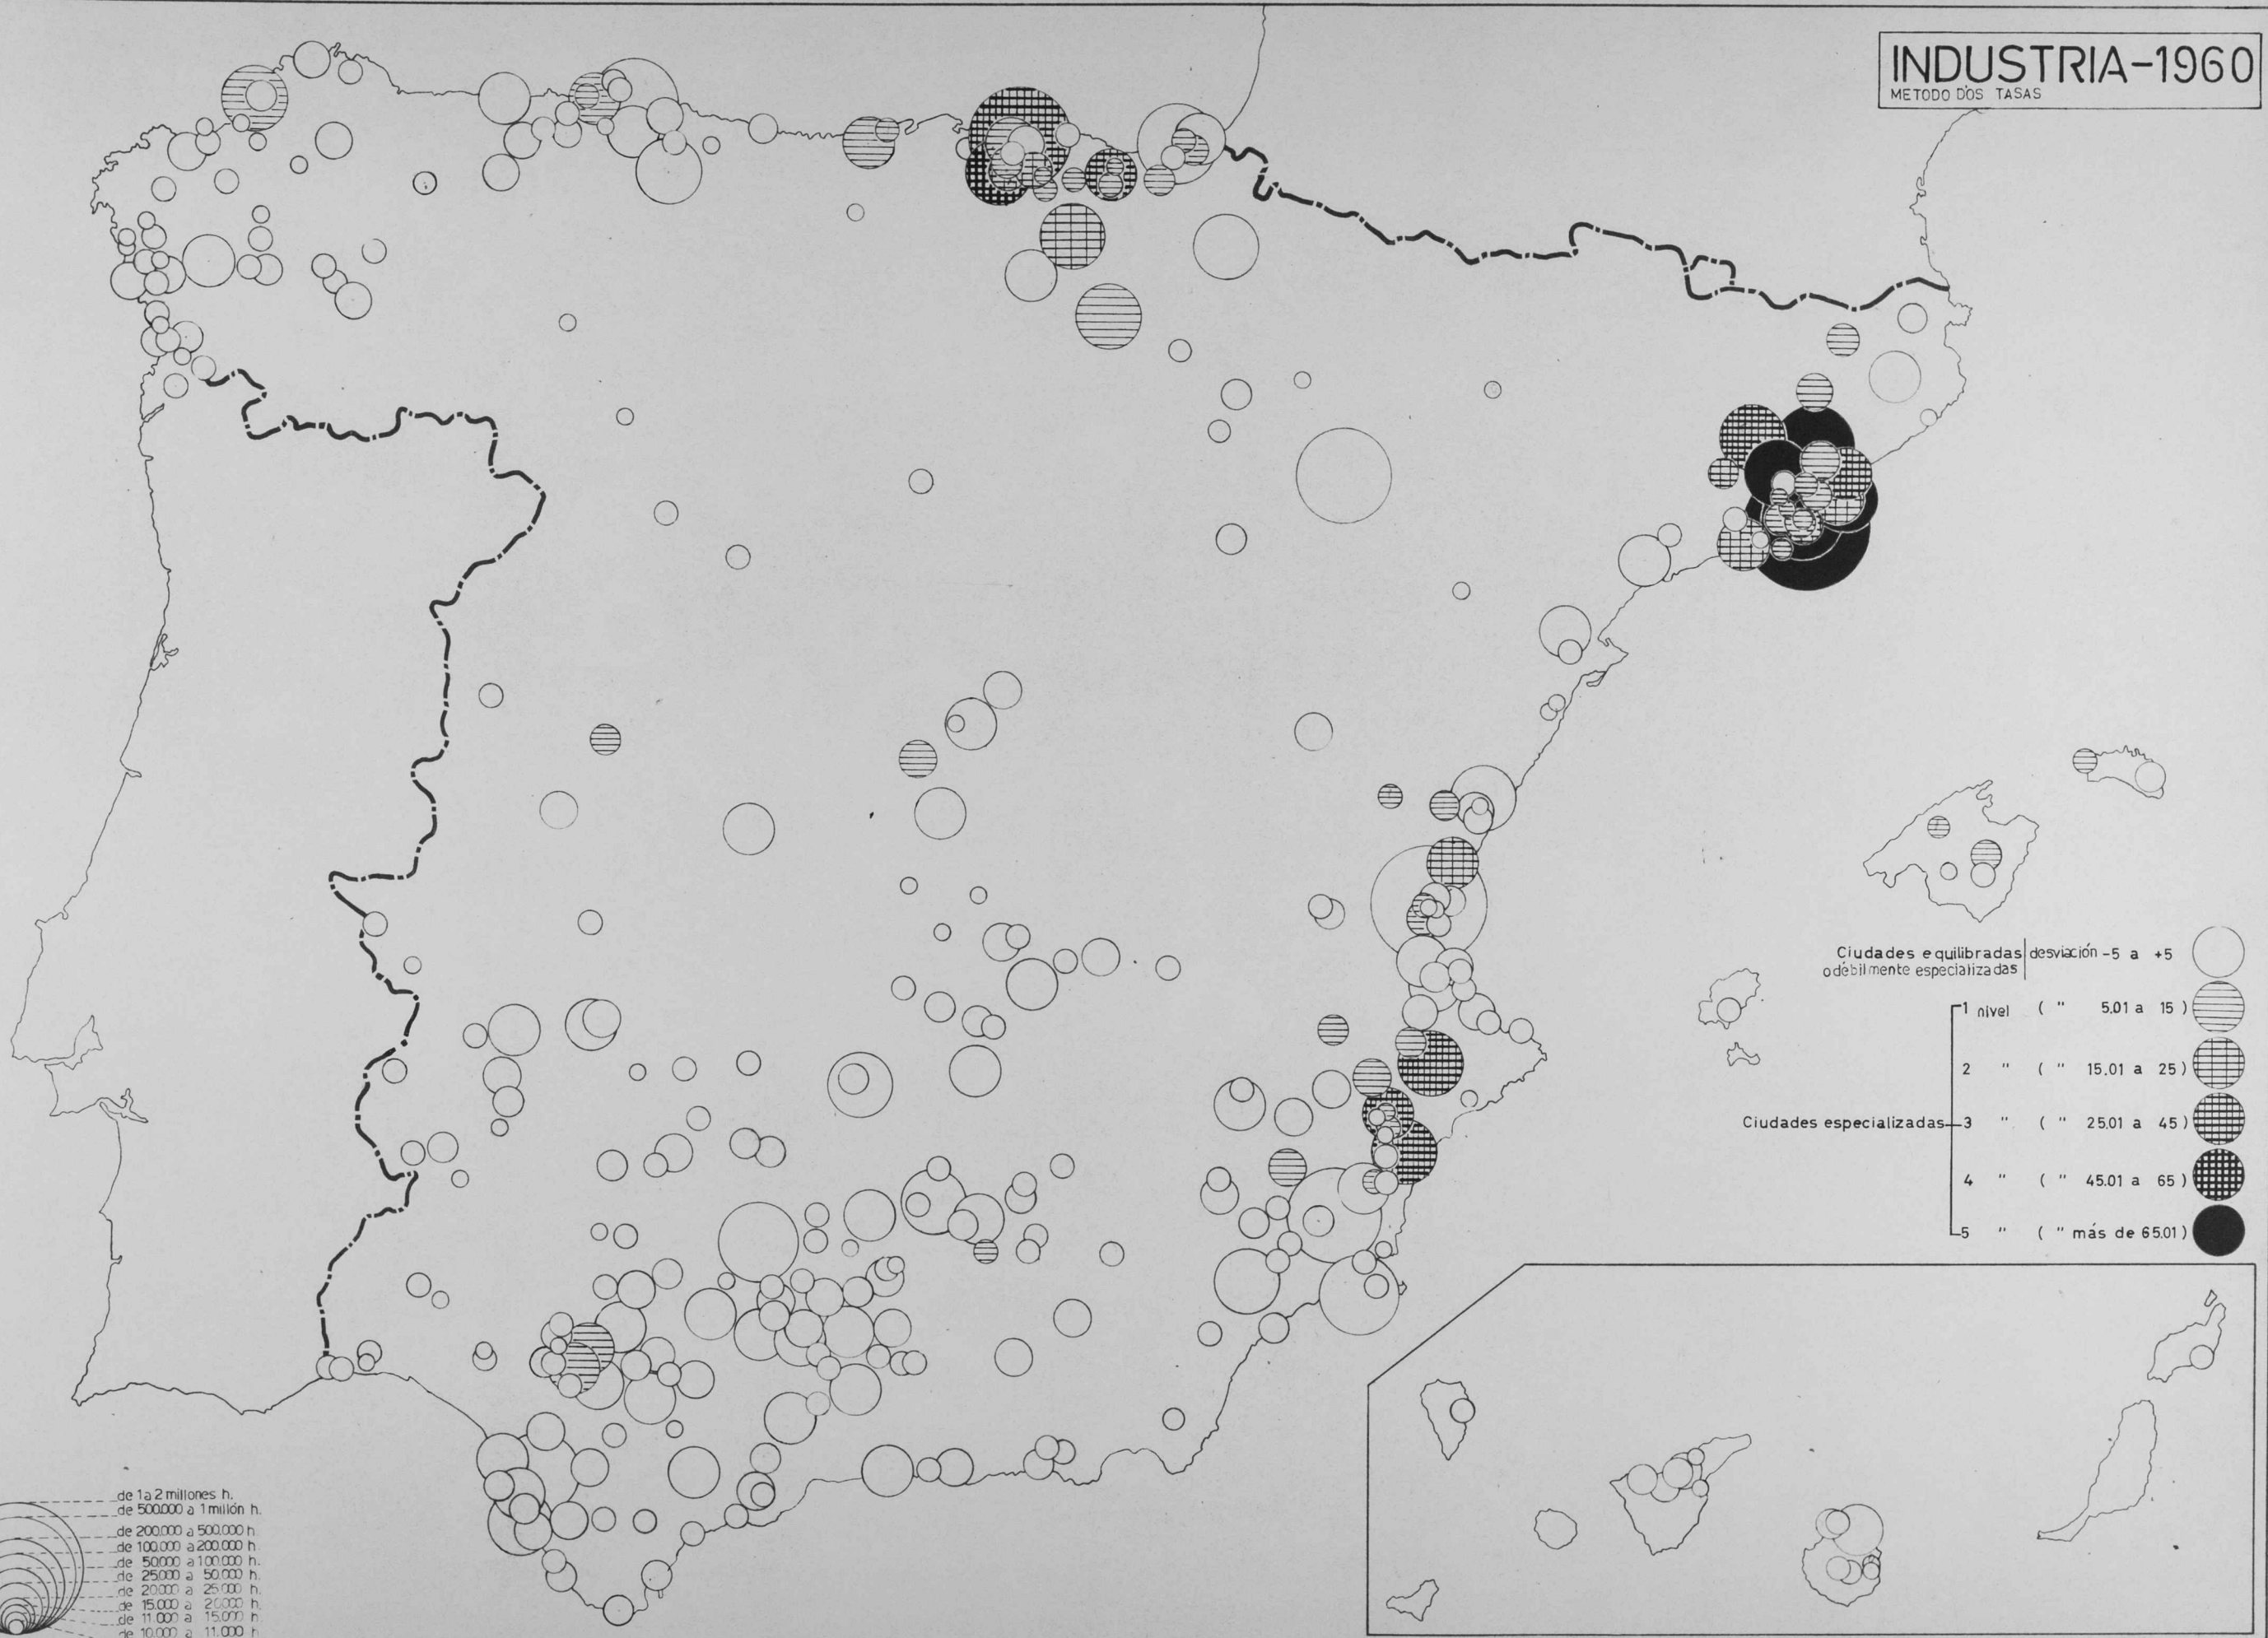 INDUSTRIA-1960
METODO DOS TASAS
Ciudades equilibradas desviación -5 a +5
o débilmente especializadas
1 nivel ( " 5.01 a 15 )
2 " ( " 15.01 a 25 )
Ciudades especializadas 3 " ( " 25.01 a 45 )
4 " ( " 45.01 a 65 )
5 " ( " más de 65.01 )
de 1 a 2 millones h.
de 500.000 a 1 millón h.
de 200.000 a 500.000 h.
de 100.000 a 200.000 h.
de 50.000 a 100.000 h.
de 25.000 a 50.000 h.
de 20.000 a 25.000 h.
de 15.000 a 20.000 h.
de 11.000 a 15.000 h.
de 10.000 a 11.000 h